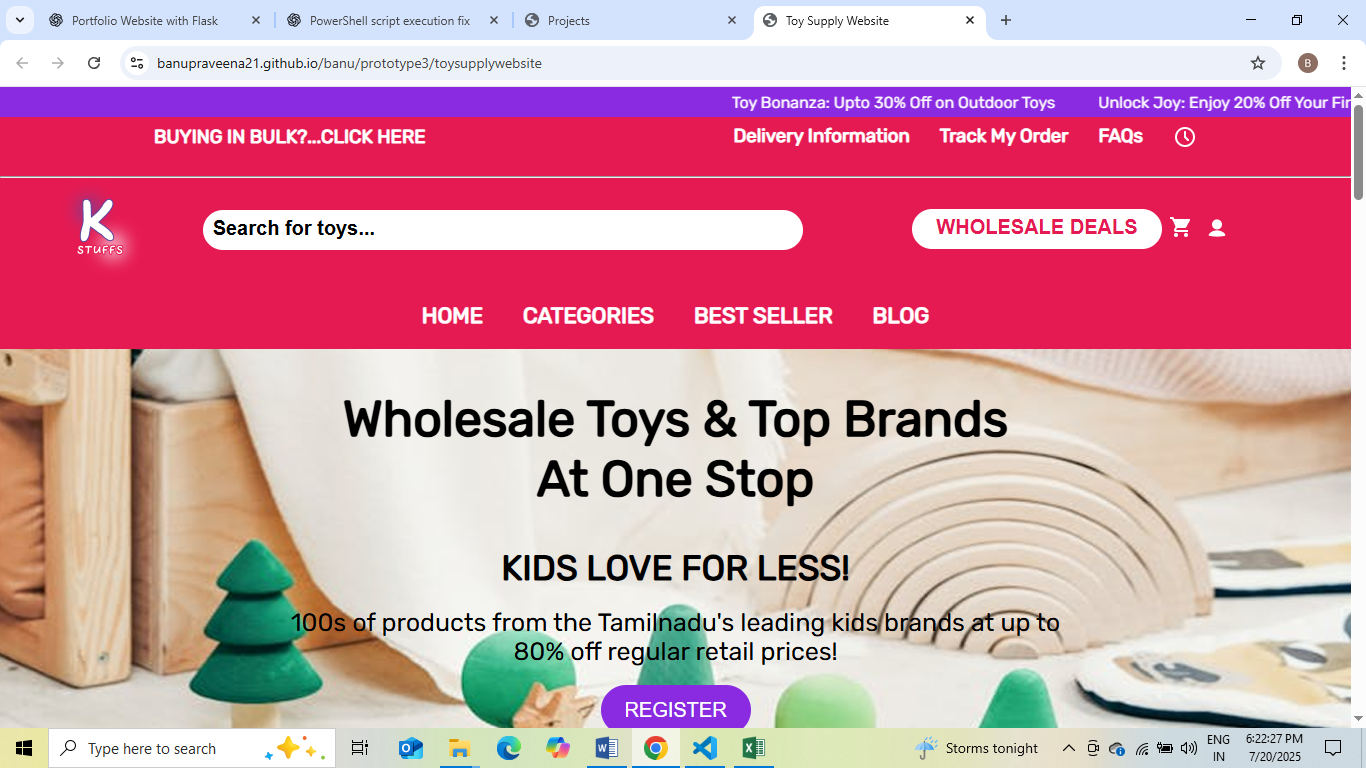 Portfolio Website with Flask
PowerShell script execution fix
Projects
Toy Supply Website
banupraveena21.github.io/banu/prototype3/toysupplywebsite
B
Toy Bonanza: Upto 30% Off on Outdoor Toys
Unlock Joy: Enjoy 20% Off Your Fir
BUYING IN BULK?...CLICK HERE
Delivery Information
Track My Order
FAQs
K
STUFFS
Search for toys...
WHOLESALE DEALS
HOME
CATEGORIES
BEST SELLER
BLOG
Wholesale Toys & Top Brands
At One Stop
KIDS LOVE FOR LESS!
100s of products from the Tamilnadu's leading kids brands at up to
80% off regular retail prices!
REGISTER
Type here to search
Storms tonight
ENG
IN
6:22:27 PM
7/20/2025